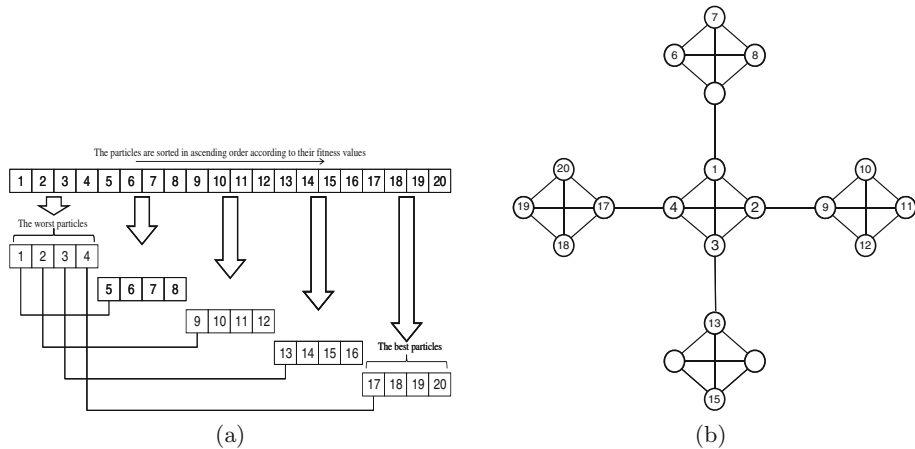 The particles are sorted in ascending order according to their fitness values
1 2 3 4 5 6 7 8 9 10 11 12 13 14 15 16 17 18 19 20
The worst particles
1 2 3 4
5 6 7 8
9 10 11 12
13 14 15 16
The best particles
17 18 19 20
(a)
7
6 8
20 1 10
19 17 4 2 9 11
18 3 12
13
15
(b)